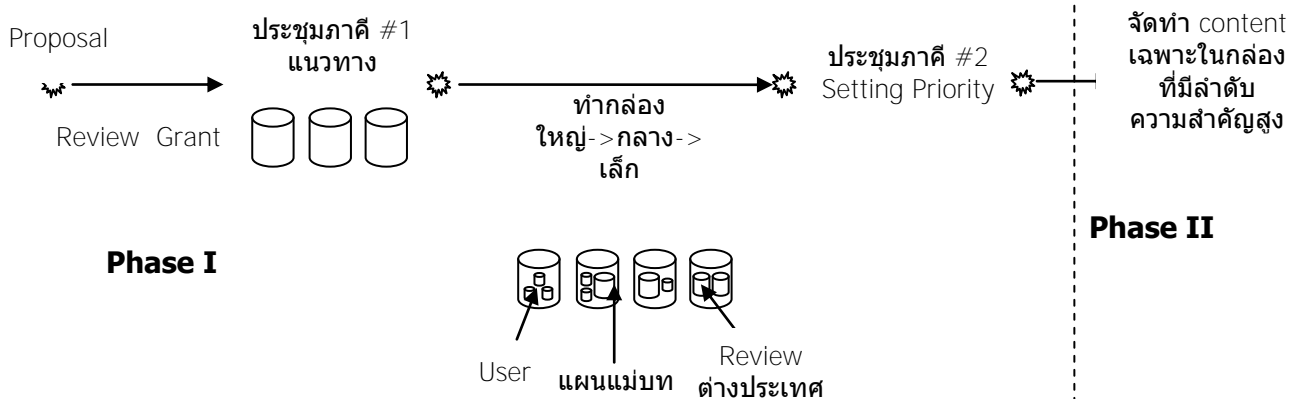 Proposal
Review Grant
ประชุมภาคี #1
แนวทาง
ทำกล่อง
ใหญ่->กลาง->
เล็ก
ประชุมภาคี #2
Setting Priority
จัดทำ content
เฉพาะในกล่อง
ที่มีลำดับ
ความสำคัญสูง
Phase I
Phase II
User
แผนแม่บท
Review
ต่างประเทศ